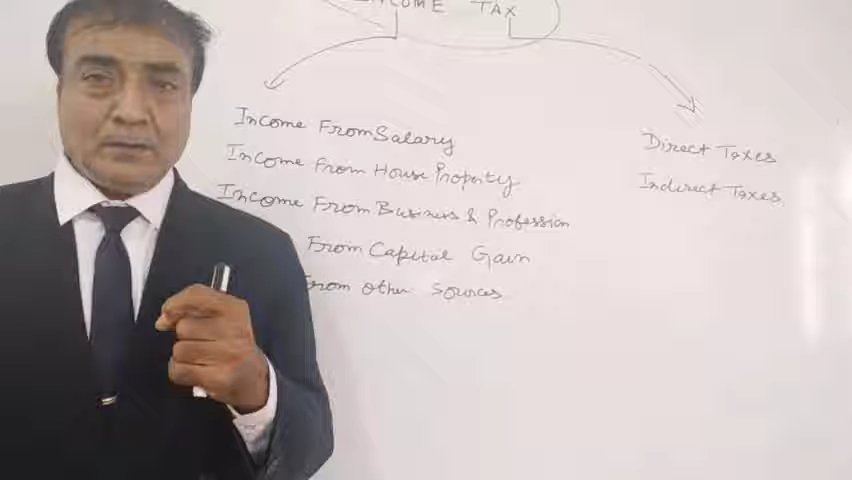 INCOME TAX
Income From Salary
Income From House Property
Income From Business & Profession
From Capital Gain
From other Sources
Direct Taxes
Indirect Taxes